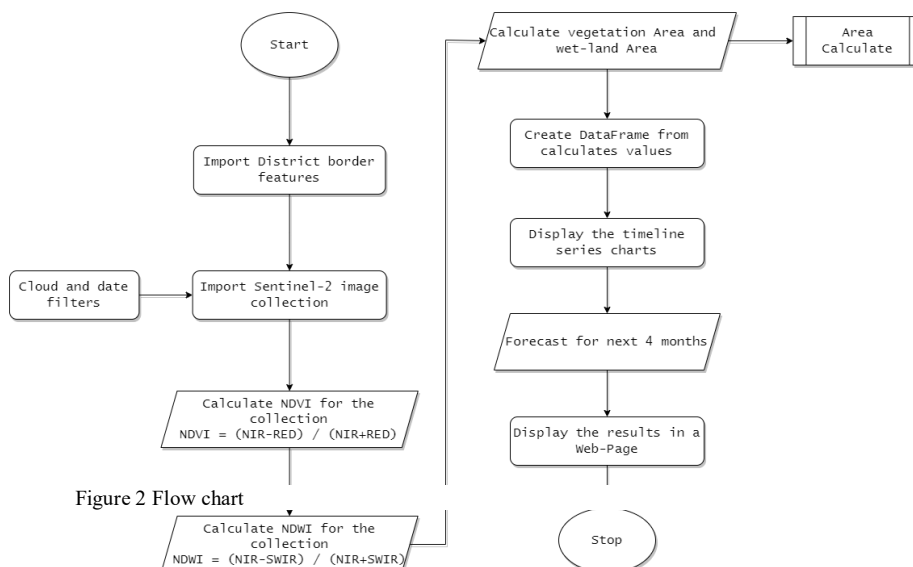 Start
Import District border
features
Cloud and date
filters
Import Sentinel-2 image
collection
Calculate NDVI for the
collection
NDVI = (NIR-RED) / (NIR+RED)
Figure 2 Flow chart
Calculate NDWI for the
collection
NDWI = (NIR-SWIR) / (NIR+SWIR)
Calculate vegetation Area and
wet-land Area
Area
Calculate
Create DataFrame from
calculates values
Display the timeline
series charts
Forecast for next 4 months
Display the results in a
Web-Page
Stop